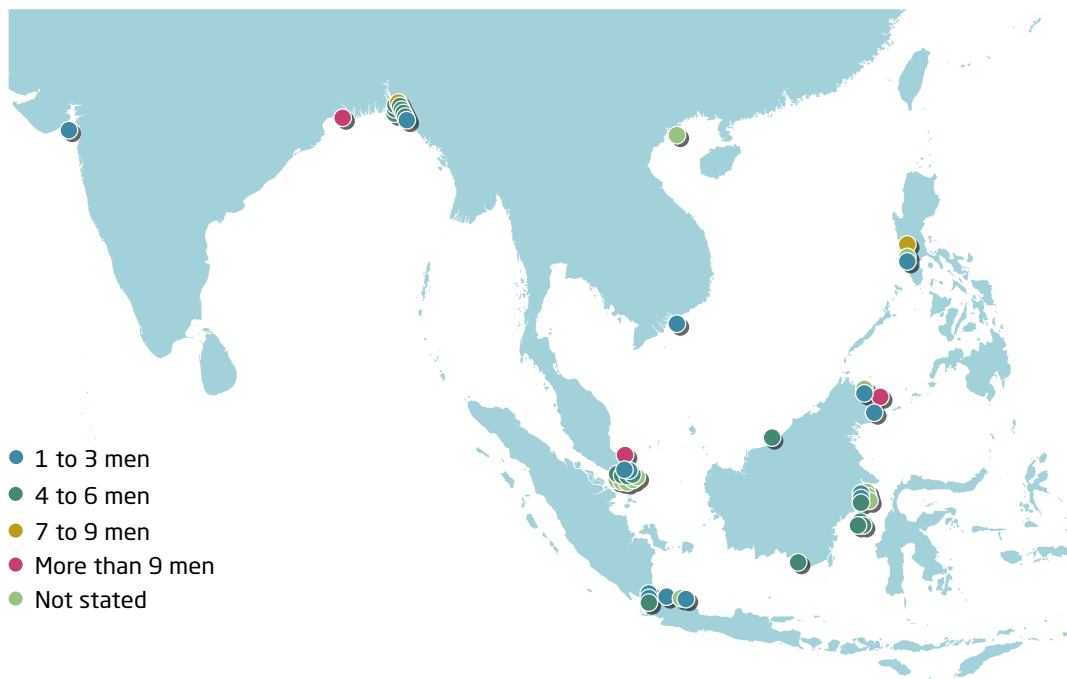 1 to 3 men
4 to 6 men
7 to 9 men
More than 9 men
Not stated